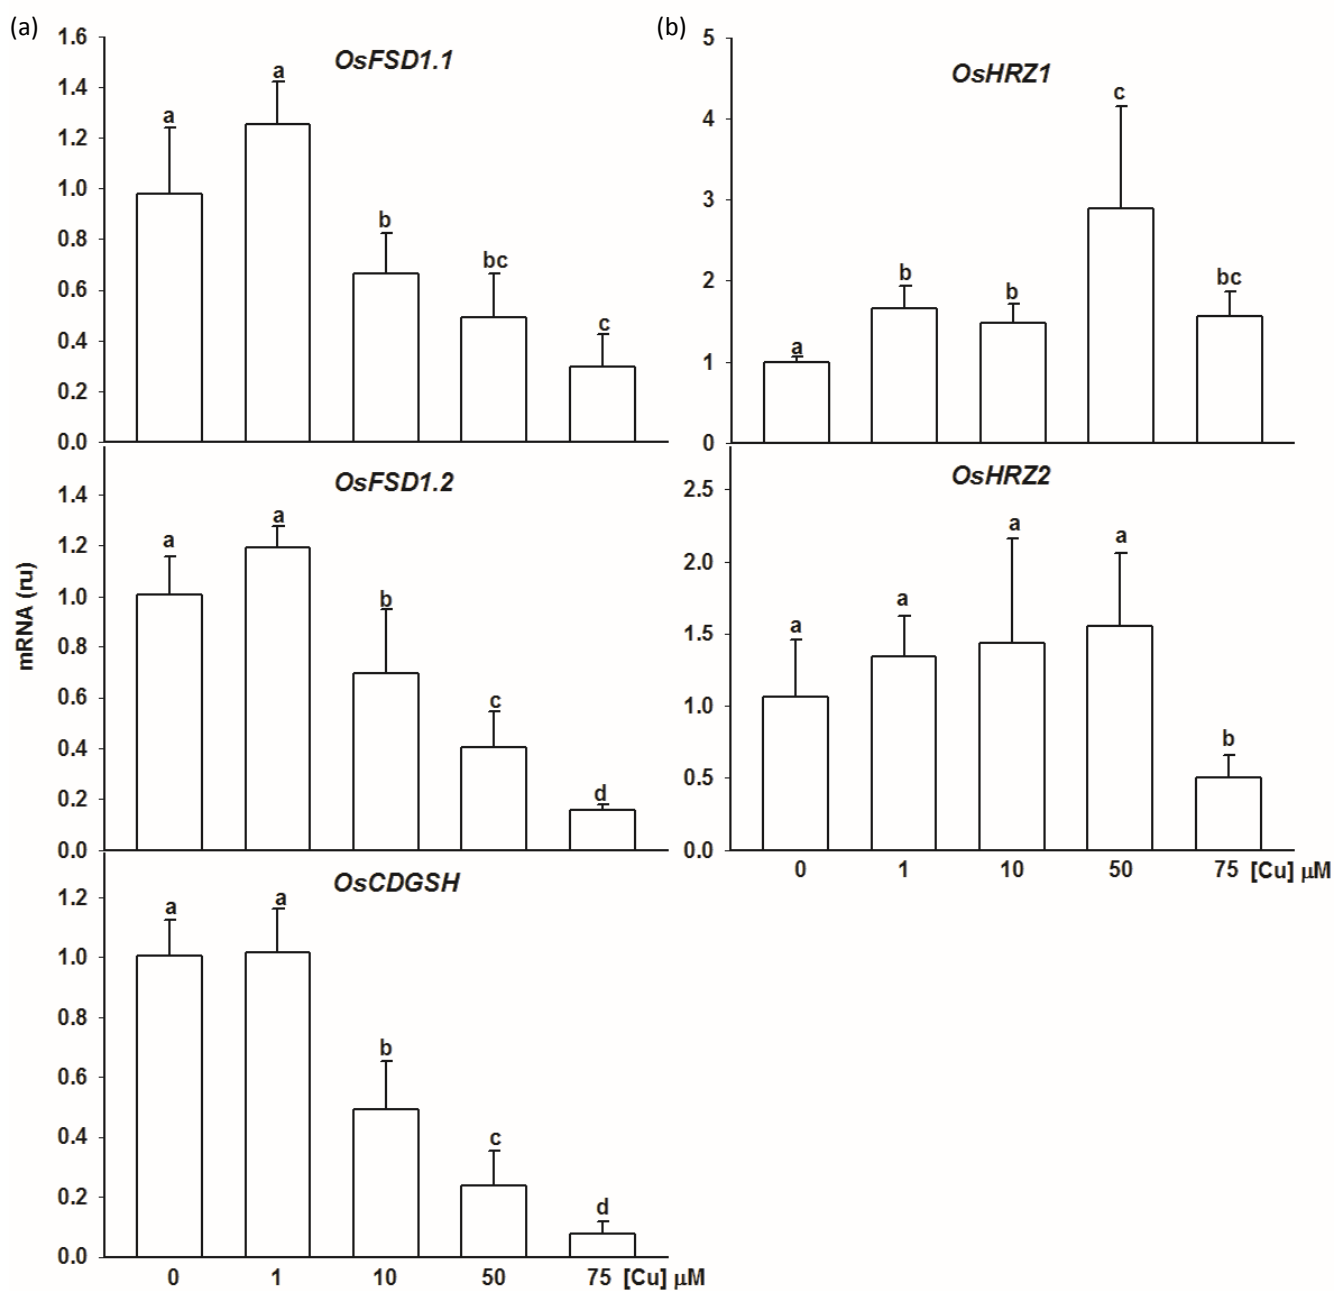 (a)
OsFSD1.1
1.6
1.4
1.2
1.0
0.8
0.6
0.4
0.2
0.0
a
a
b
bc
c
OsFSD1.2
mRNA (ru)
1.4
1.2
1.0
0.8
0.6
0.4
0.2
0.0
a
a
b
c
d
OsCDGSH
1.2
1.0
0.8
0.6
0.4
0.2
0.0
a
a
b
c
d
0 1 10 50 75 [Cu] μM
(b)
OsHRZ1
5
4
3
2
1
0
a
b
b
c
bc
OsHRZ2
2.5
2.0
1.5
1.0
0.5
0.0
a
a
a
a
b
0 1 10 50 75 [Cu] μM